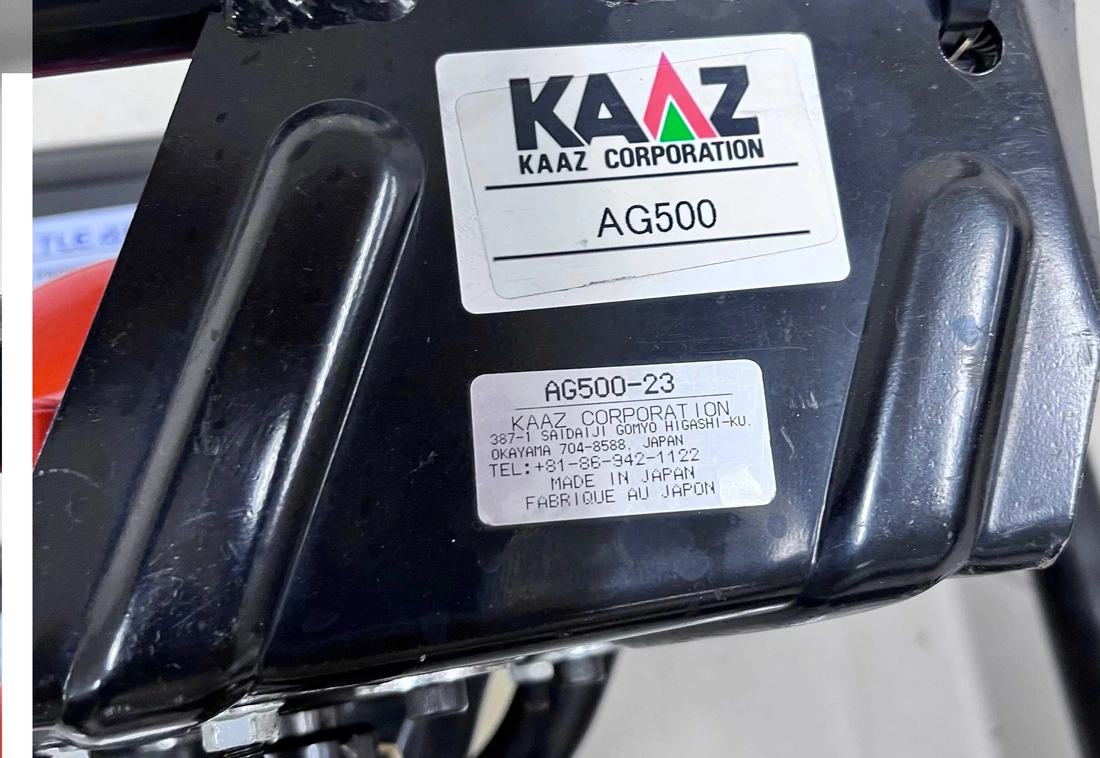 KAAZ
KAAZ CORPORATION
AG500
AG500-23
KAAZ CORPORATION
387-1 SAIDAIJI GOMYO HIGASHI-KU,
OKAYAMA 704-8588, JAPAN
TEL:+81-86-942-1122
MADE IN JAPAN
FABRIQUE AU JAPON